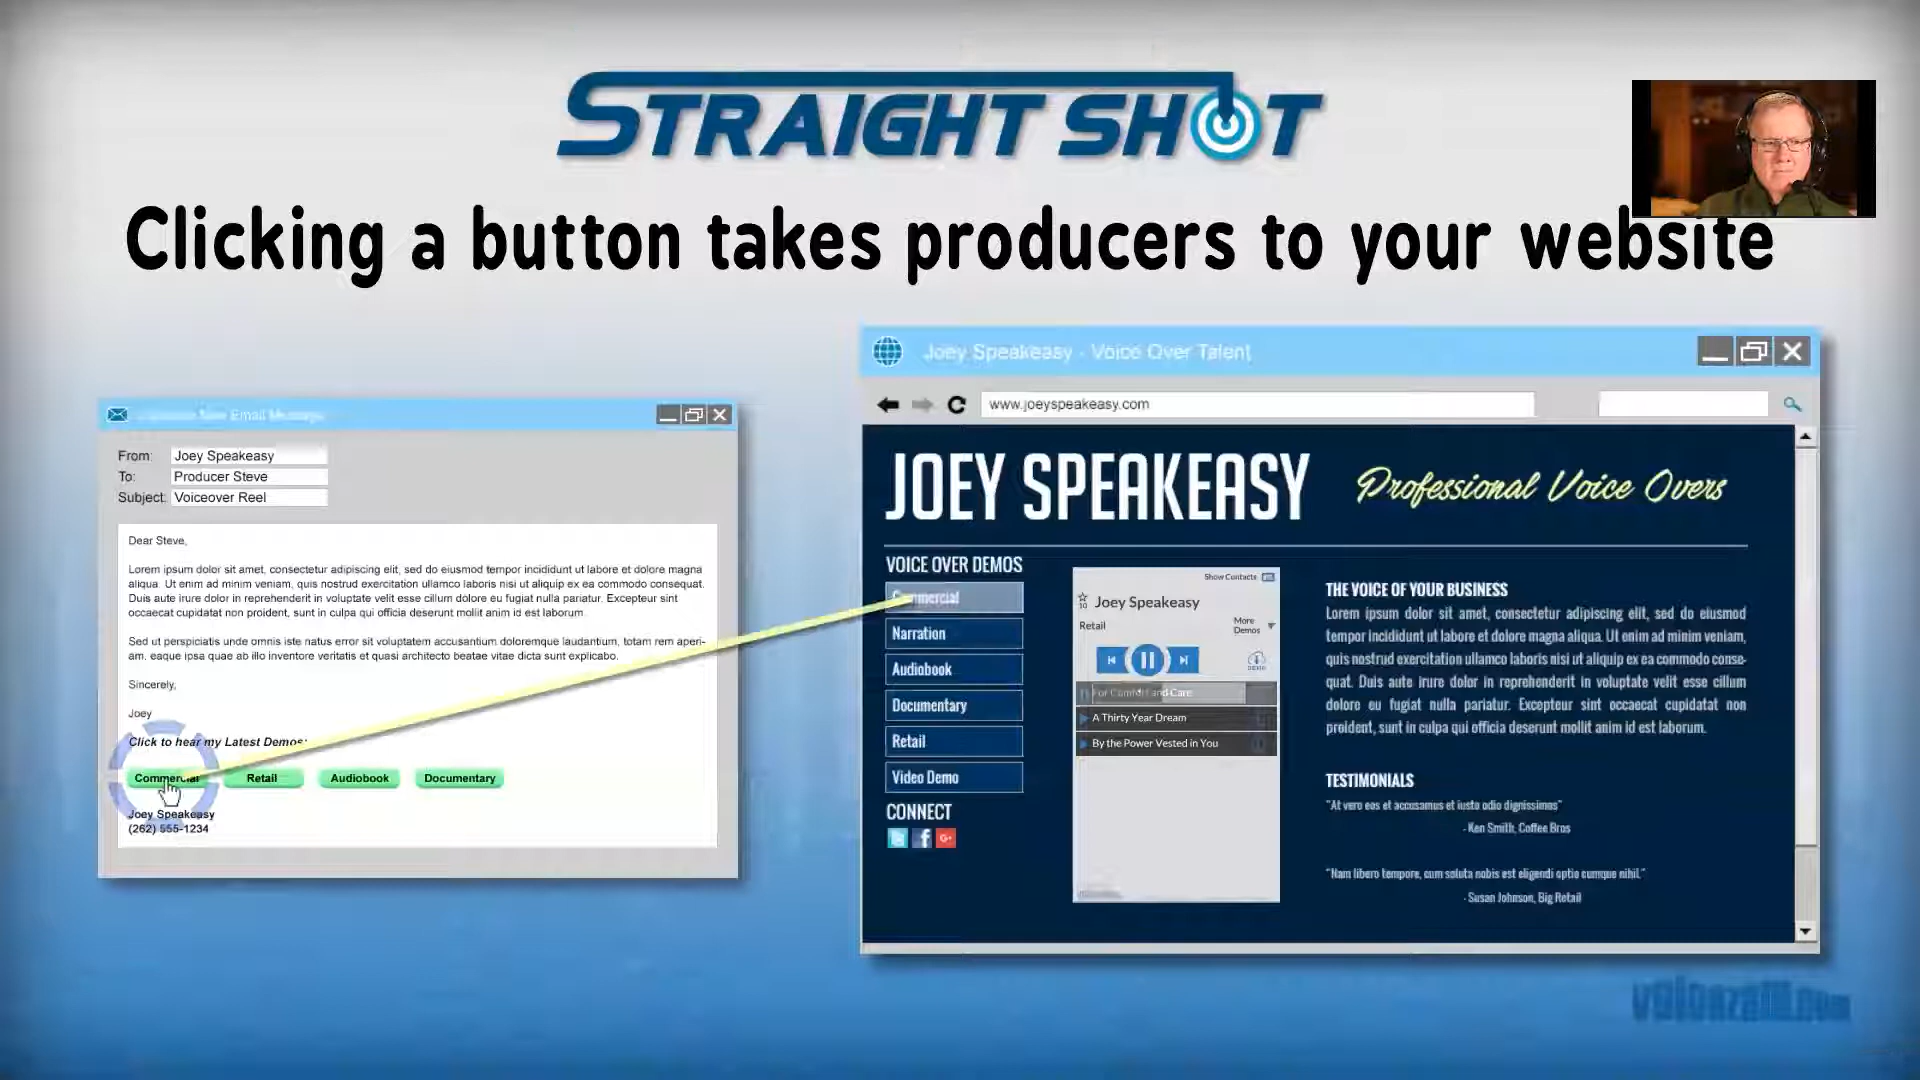 STRAIGHT SHOT
Clicking a button takes producers to your website
From: Joey Speakeasy
To: Producer Steve
Subject: Voiceover Reel
Dear Steve,
Lorem ipsum dolor sit amet, consectetur adipiscing elit, sed do eiusmod tempor incididunt ut labore et dolore magna
aliqua. Ut enim ad minim veniam, quis nostrud exercitation ullamco laboris nisi ut aliquip ex ea commodo consequat.
Duis aute irure dolor in reprehenderit in voluptate velit esse cillum dolore eu fugiat nulla pariatur. Excepteur sint
occaecat cupidatat non proident, sunt in culpa qui officia deserunt mollit anim id est laborum.
Sed ut perspiciatis unde omnis iste natus error sit voluptatem accusantium doloremque laudantium, totam rem aperi-
am, eaque ipsa quae ab illo inventore veritatis et quasi architecto beatae vitae dicta sunt explicabo.
Sincerely,
Joey
Click to hear my Latest Demos:
Commercial Retail Audiobook Documentary
Joey Speakeasy
(262) 555-1234
Joey Speakeasy - Voice Over Talent
www.joeyspeakeasy.com
JOEY SPEAKEASY
Professional Voice Overs
VOICE OVER DEMOS
Commercial
Narration
Audiobook
Documentary
Retail
Video Demo
CONNECT
Show Contacts
Joey Speakeasy
10
Retail
More
Demos
For Comfort and Care
A Thirty Year Dream
By the Power Vested in You
THE VOICE OF YOUR BUSINESS
Lorem ipsum dolor sit amet, consectetur adipiscing elit, sed do eiusmod
tempor incididunt ut labore et dolore magna aliqua. Ut enim ad minim veniam,
quis nostrud exercitation ullamco laboris nisi ut aliquip ex ea commodo conse-
quat. Duis aute irure dolor in reprehenderit in voluptate velit esse cillum
dolore eu fugiat nulla pariatur. Excepteur sint occaecat cupidatat non
proident, sunt in culpa qui officia deserunt mollit anim id est laborum.
TESTIMONIALS
"At vero eos et accusamus et iusto odio dignissimos"
- Ken Smith, Coffee Bros
"Nam libero tempore, cum soluta nobis est eligendi optio cumque nihil."
- Susan Johnson, Big Retail